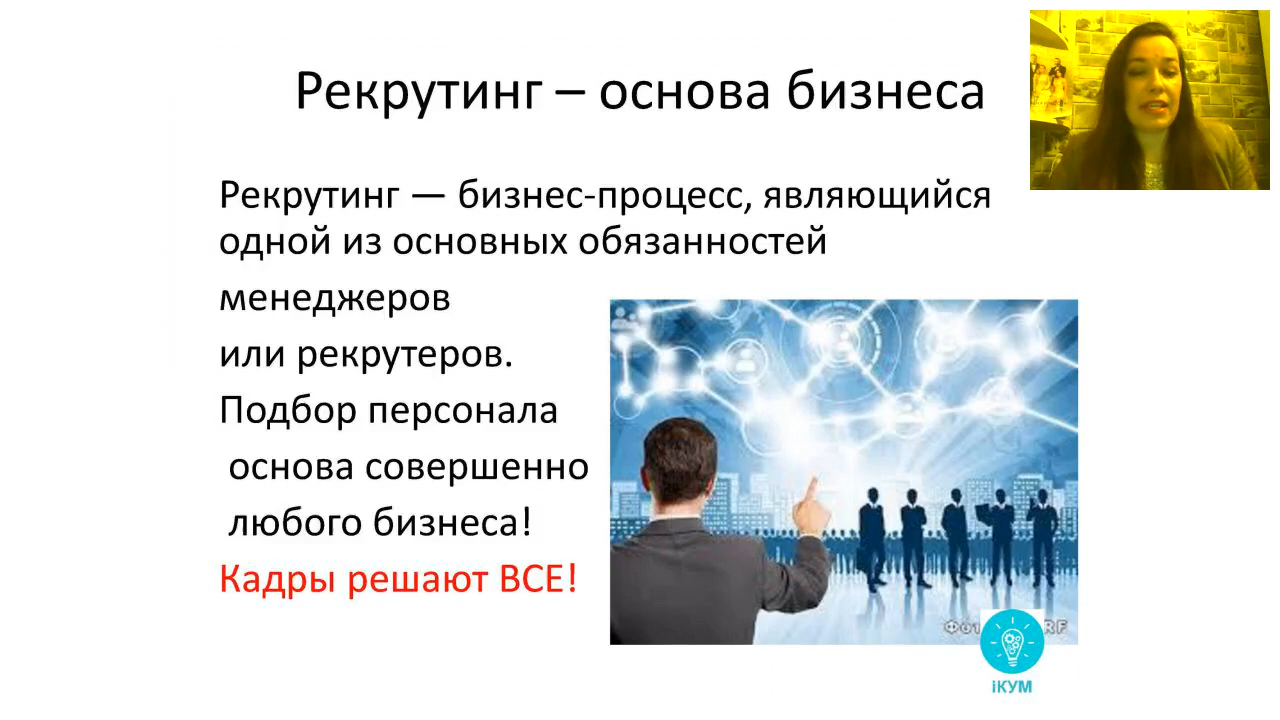 Рекрутинг – основа бизнеса
Рекрутинг — бизнес-процесс, являющийся
одной из основных обязанностей
менеджеров
или рекрутеров.
Подбор персонала
основа совершенно
любого бизнеса!
Кадры решают ВСЕ!
іКУМ